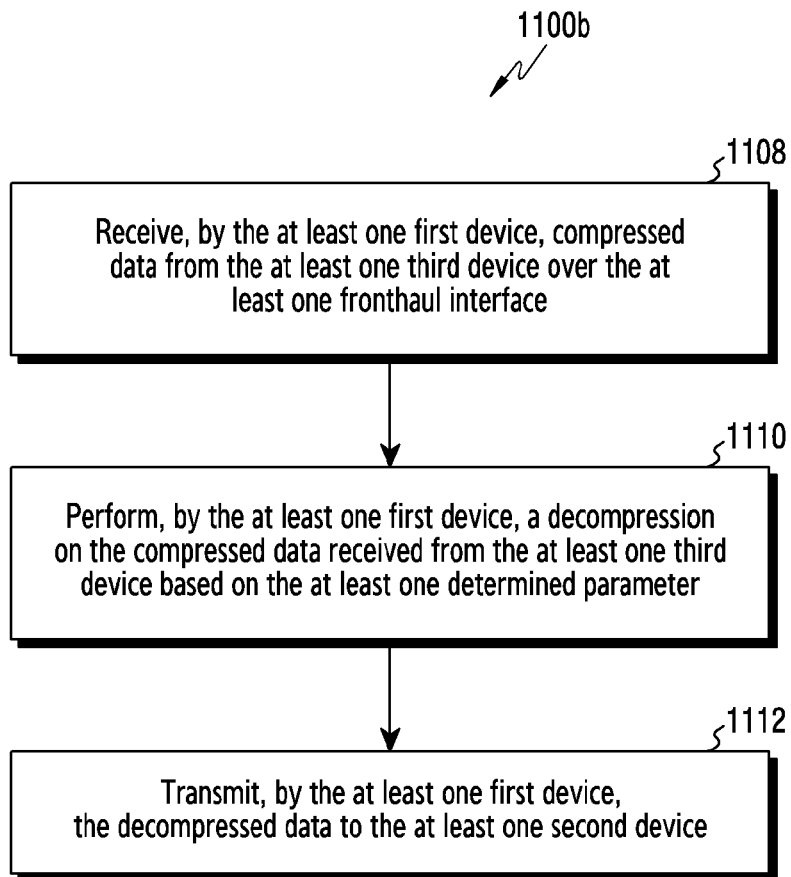 1100b
1108
Receive, by the at least one first device, compressed
data from the at least one third device over the at
least one fronthaul interface
1110
Perform, by the at least one first device, a decompression
on the compressed data received from the at least one third
device based on the at least one determined parameter
1112
Transmit, by the at least one first device,
the decompressed data to the at least one second device